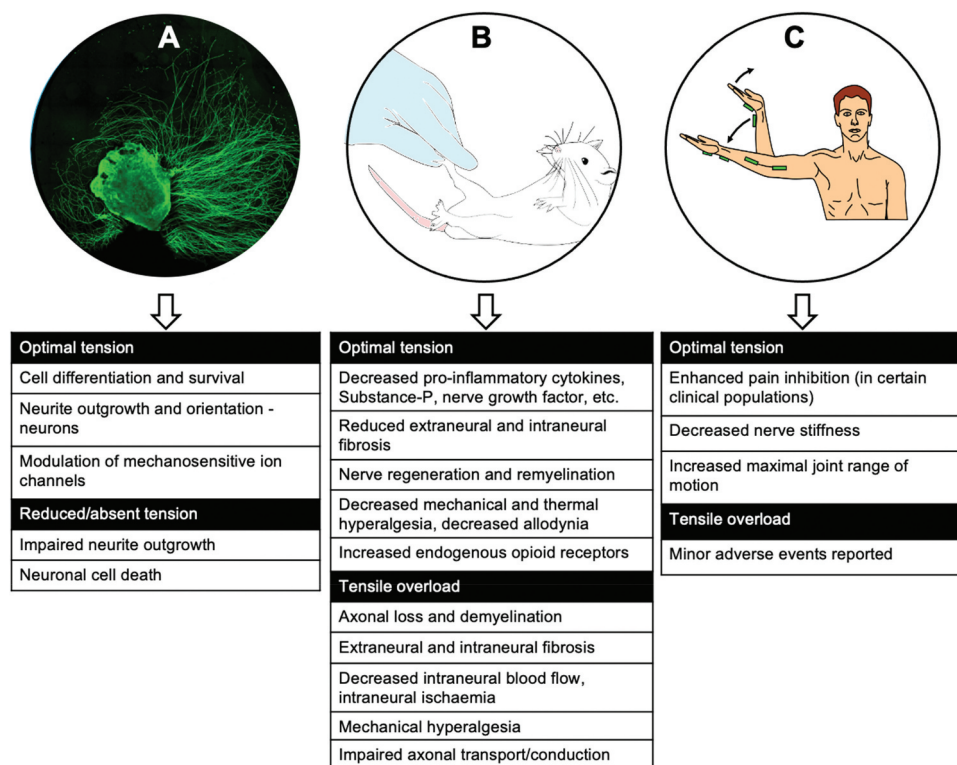 A
B
C
Optimal tension
Cell differentiation and survival
Neurite outgrowth and orientation -
neurons
Modulation of mechanosensitive ion
channels
Reduced/absent tension
Impaired neurite outgrowth
Neuronal cell death
Optimal tension
Decreased pro-inflammatory cytokines,
Substance-P, nerve growth factor, etc.
Reduced extraneural and intraneural
fibrosis
Nerve regeneration and remyelination
Decreased mechanical and thermal
hyperalgesia, decreased allodynia
Increased endogenous opioid receptors
Tensile overload
Axonal loss and demyelination
Extraneural and intraneural fibrosis
Decreased intraneural blood flow,
intraneural ischaemia
Mechanical hyperalgesia
Impaired axonal transport/conduction
Optimal tension
Enhanced pain inhibition (in certain
clinical populations)
Decreased nerve stiffness
Increased maximal joint range of
motion
Tensile overload
Minor adverse events reported